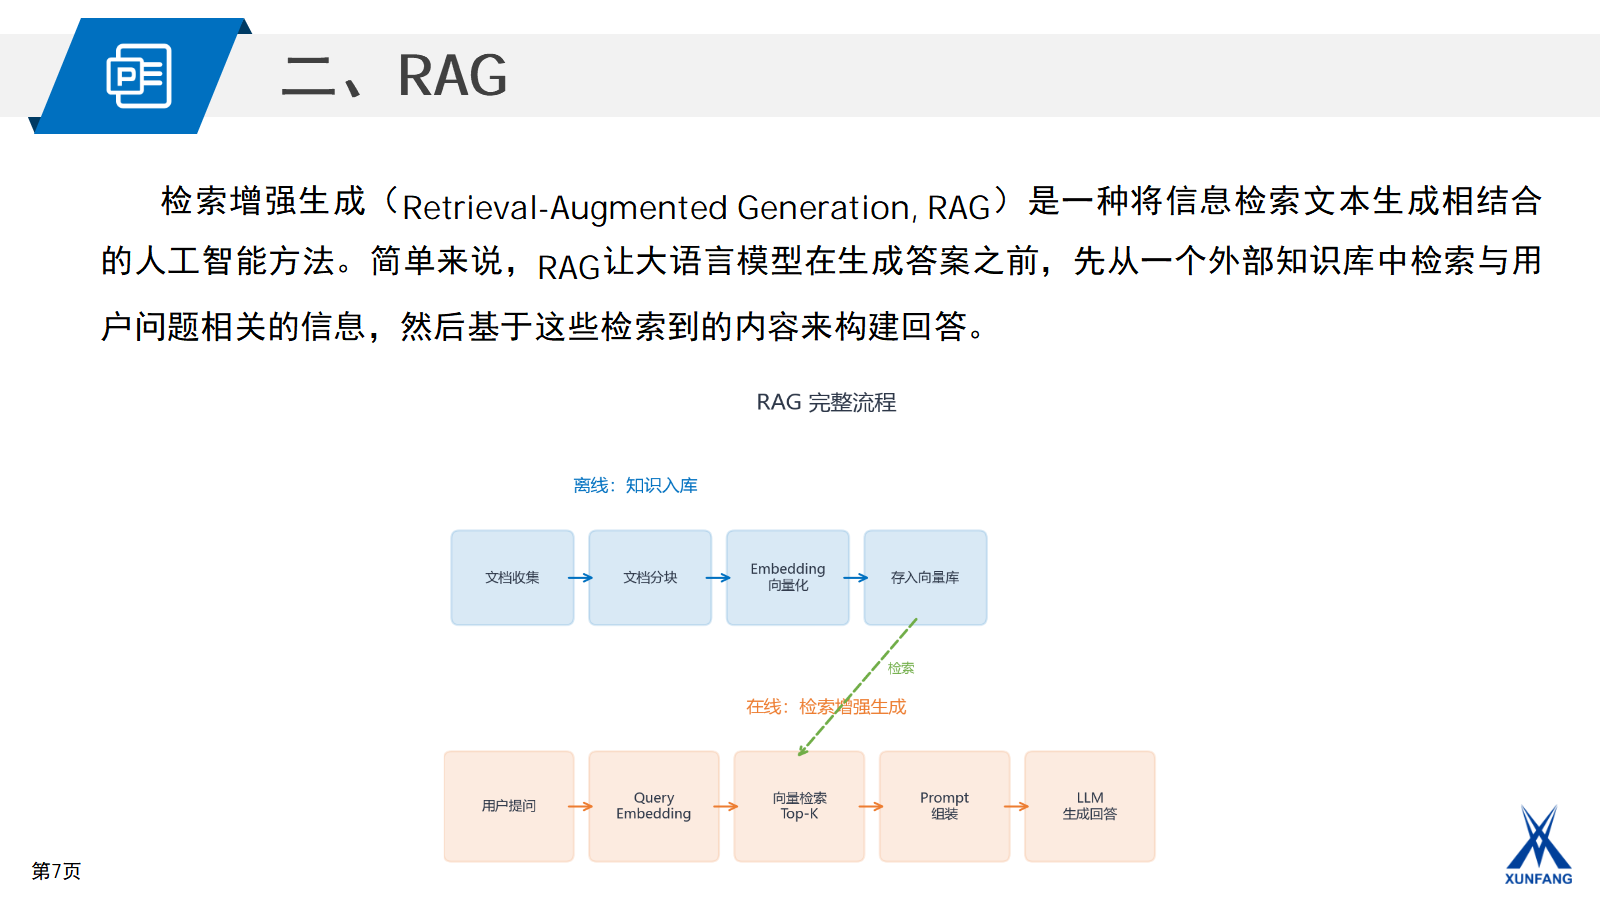 二、RAG
检索增强生成（Retrieval-Augmented Generation, RAG）是一种将信息检索文本生成相结合
的人工智能方法。简单来说，RAG让大语言模型在生成答案之前，先从一个外部知识库中检索与用
户问题相关的信息，然后基于这些检索到的内容来构建回答。
RAG 完整流程
离线：知识入库
文档收集
文档分块
Embedding
向量化
存入向量库
检索
在线：检索增强生成
用户提问
Query
Embedding
向量检索
Top-K
Prompt
组装
LLM
生成回答
第7页
XUNFANG